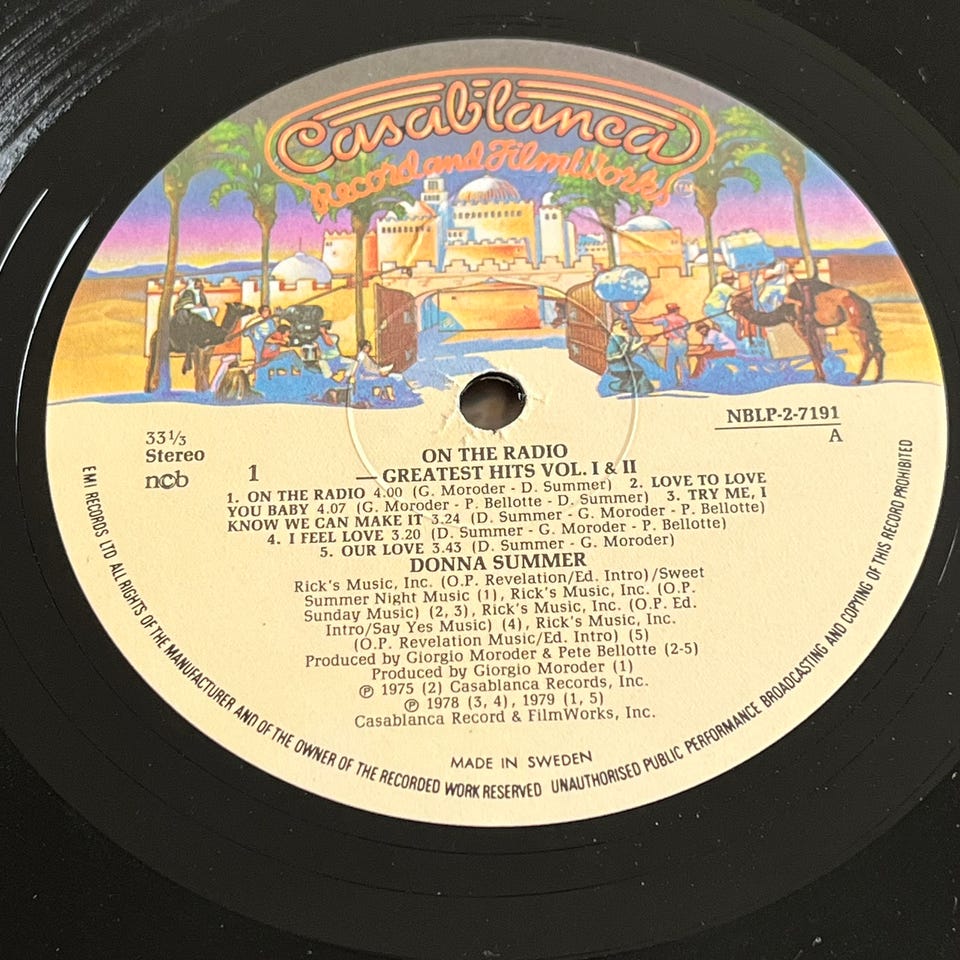 Casablanca
Record and FilmWorks TM
33⅓
Stereo
ncb
1
NBLP-2-7191
A
ON THE RADIO
— GREATEST HITS VOL. I & II
1. ON THE RADIO 4.00 (G. Moroder - D. Summer) 2. LOVE TO LOVE
YOU BABY 4.07 (G. Moroder - P. Bellotte - D. Summer) 3. TRY ME, I
KNOW WE CAN MAKE IT 3.24 (D. Summer - G. Moroder - P. Bellotte)
4. I FEEL LOVE 3.20 (D. Summer - G. Moroder - P. Bellotte)
5. OUR LOVE 3.43 (D. Summer - G. Moroder)
DONNA SUMMER
Rick's Music, Inc. (O.P. Revelation/Ed. Intro)/Sweet
Summer Night Music (1), Rick's Music, Inc. (O.P.
Sunday Music) (2, 3), Rick's Music, Inc. (O.P. Ed.
Intro/Say Yes Music) (4), Rick's Music, Inc.
(O.P. Revelation Music/Ed. Intro) (5)
Produced by Giorgio Moroder & Pete Bellotte (2-5)
Produced by Giorgio Moroder (1)
℗ 1975 (2) Casablanca Records, Inc.
℗ 1978 (3, 4), 1979 (1, 5)
Casablanca Record & FilmWorks, Inc.
MADE IN SWEDEN
EMI RECORDS LTD ALL RIGHTS OF THE MANUFACTURER AND OF THE OWNER OF THE RECORDED WORK RESERVED UNAUTHORISED PUBLIC PERFORMANCE BROADCASTING AND COPYING OF THIS RECORD PROHIBITED